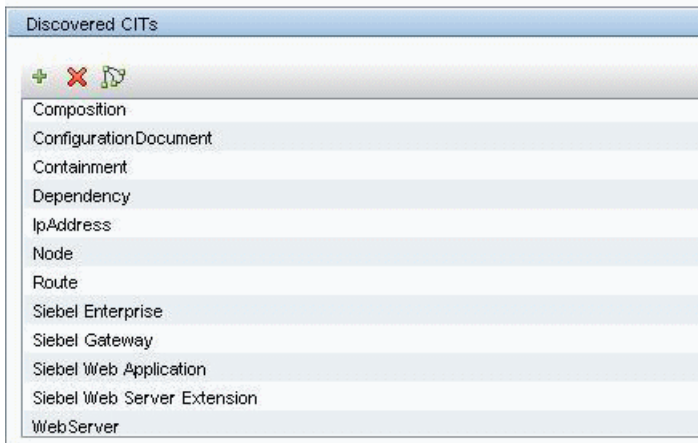 Discovered CITs
Composition
ConfigurationDocument
Containment
Dependency
IpAddress
Node
Route
Siebel Enterprise
Siebel Gateway
Siebel Web Application
Siebel Web Server Extension
WebServer